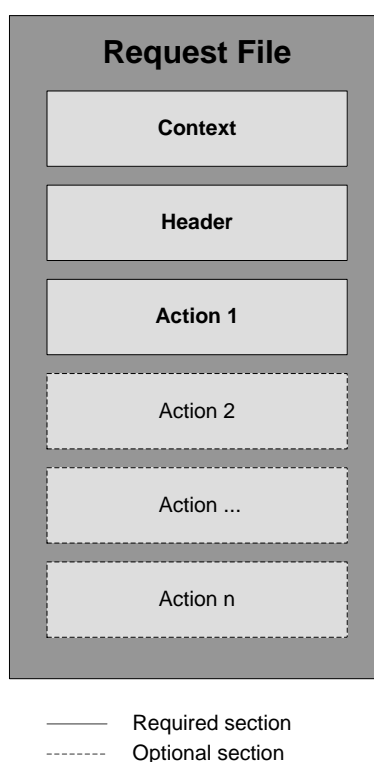 Request File
Context
Header
Action 1
Action 2
Action ...
Action n
Required section
Optional section